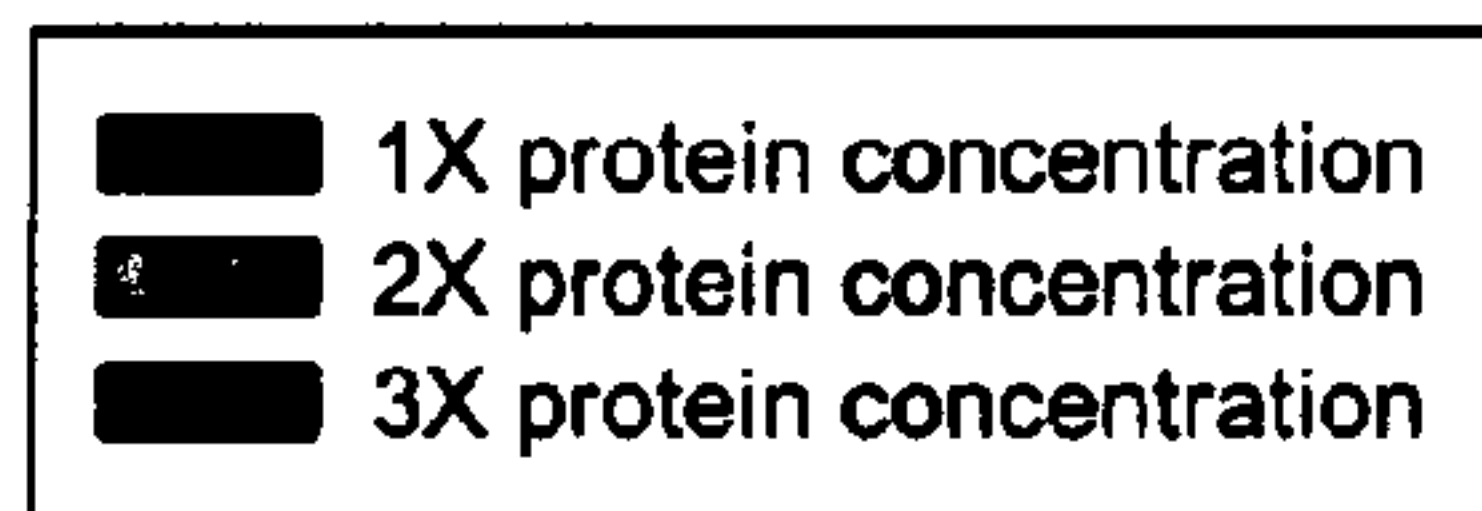 1X protein concentration
2X protein concentration
3X protein concentration